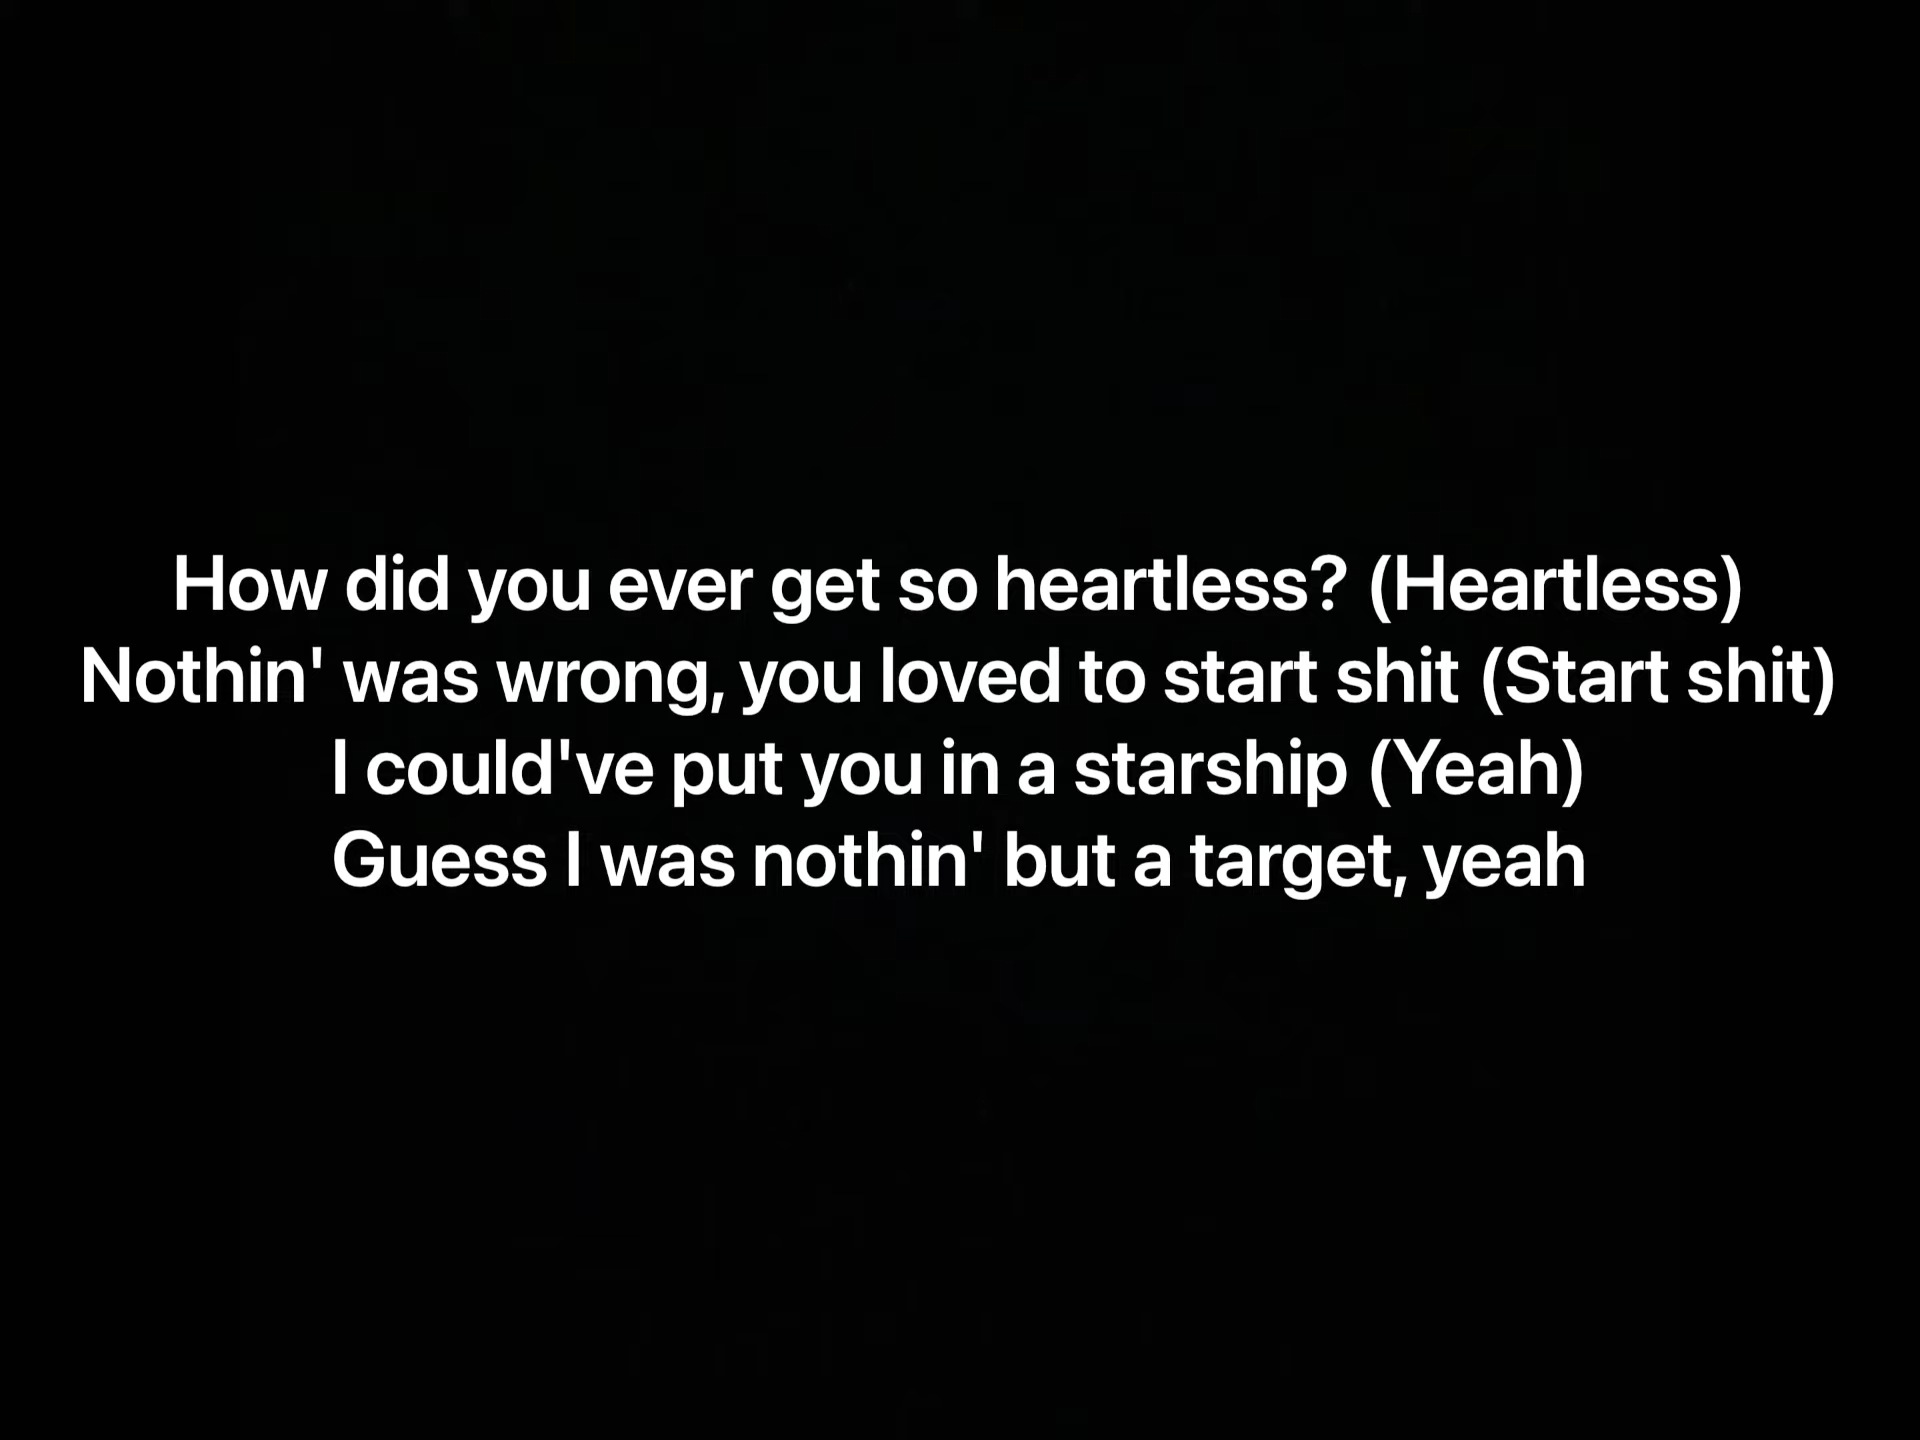 How did you ever get so heartless? (Heartless)
Nothin' was wrong, you loved to start shit (Start shit)
I could've put you in a starship (Yeah)
Guess I was nothin' but a target, yeah